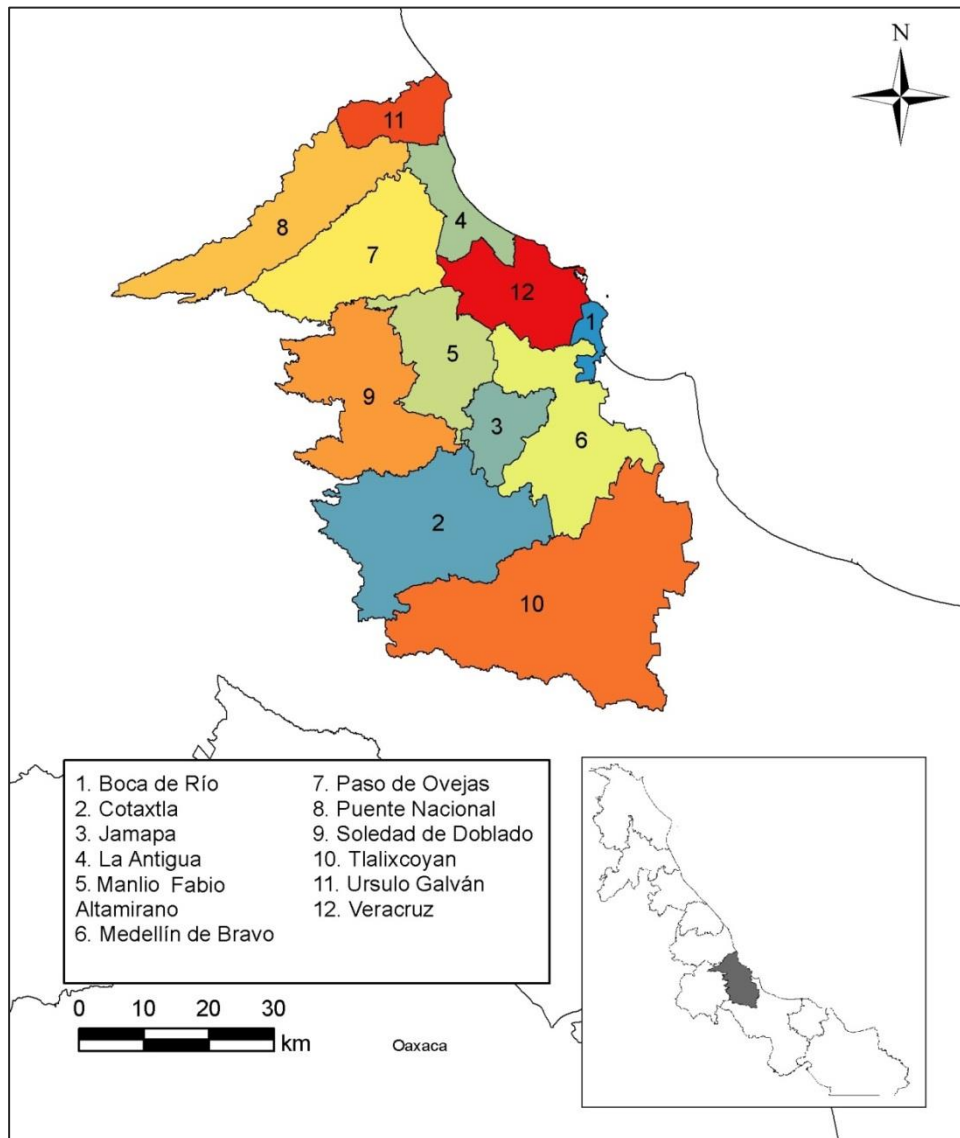 N
11
8
4
7
12
1
5
9
3
6
2
10
1. Boca de Río
2. Cotaxtla
3. Jamapa
4. La Antigua
5. Manlio Fabio
Altamirano
6. Medellín de Bravo
7. Paso de Ovejas
8. Puente Nacional
9. Soledad de Doblado
10. Tlalixcoyan
11. Ursulo Galván
12. Veracruz
0 10 20 30
km
Oaxaca